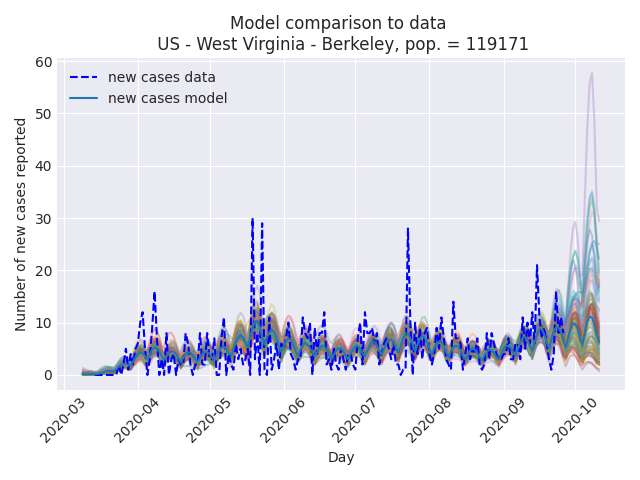 Model comparison to data
US - West Virginia - Berkeley, pop. = 119171
new cases data
new cases model
Number of new cases reported
60
50
40
30
20
10
0
2020-03
2020-04
2020-05
2020-06
2020-07
2020-08
2020-09
2020-10
Day